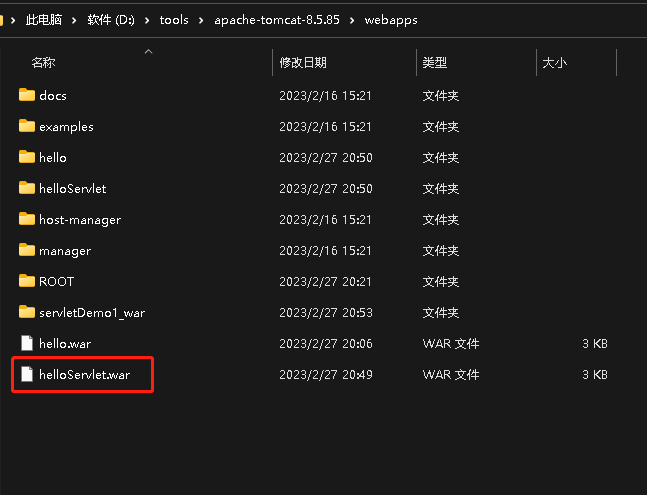 此电脑 > 软件 (D:) > tools > apache-tomcat-8.5.85 > webapps
名称 修改日期 类型 大小
docs 2023/2/16 15:21 文件夹
examples 2023/2/16 15:21 文件夹
hello 2023/2/27 20:50 文件夹
helloServlet 2023/2/27 20:50 文件夹
host-manager 2023/2/16 15:21 文件夹
manager 2023/2/16 15:21 文件夹
ROOT 2023/2/27 20:21 文件夹
servletDemo1_war 2023/2/27 20:53 文件夹
hello.war 2023/2/27 20:06 WAR 文件 3 KB
helloServlet.war 2023/2/27 20:49 WAR 文件 3 KB